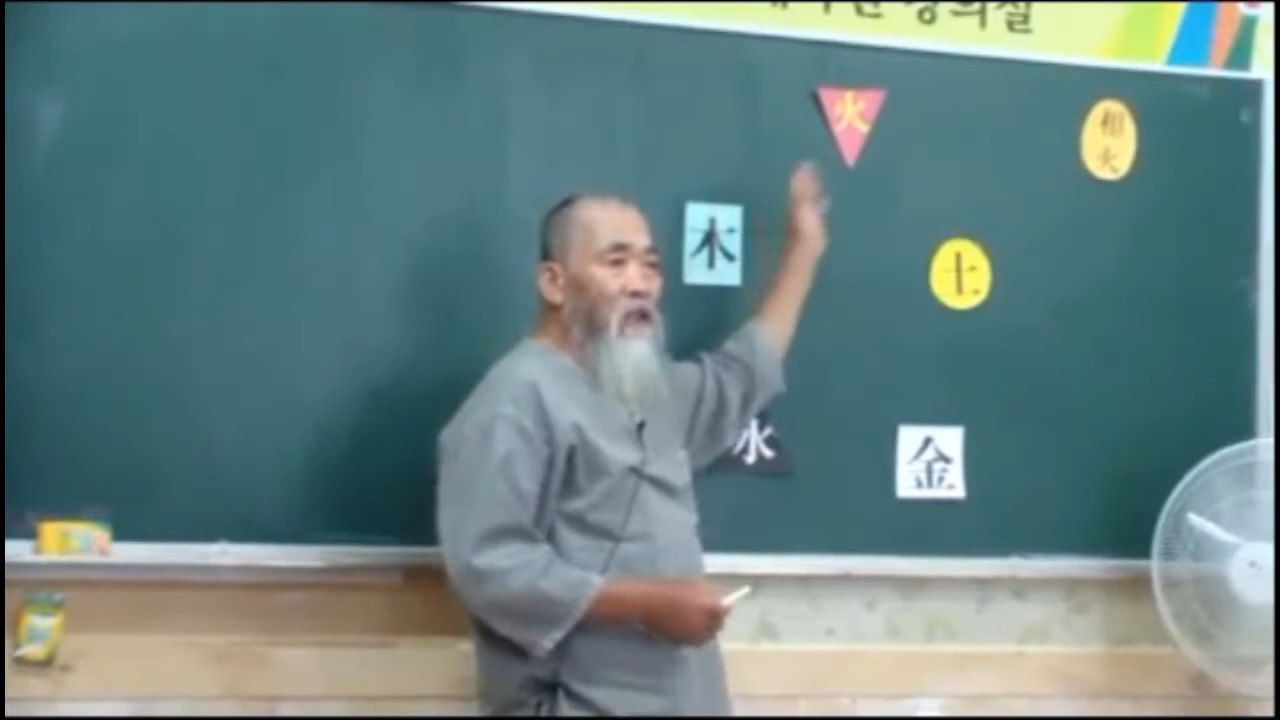 강의실
火
相
火
木
土
水
金